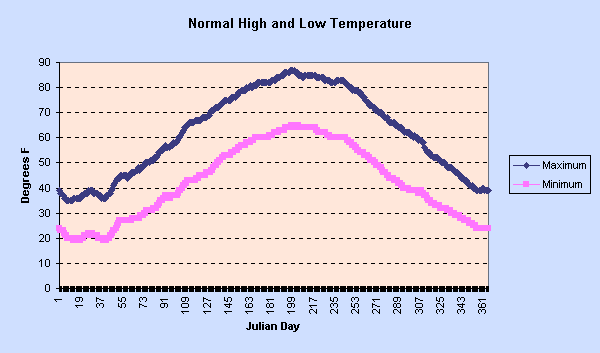 Normal High and Low Temperature
90
80
70
60
50
40
30
20
10
0
Degrees F
1 19 37 55 73 91 109 127 145 163 181 199 217 235 253 271 289 307 325 343 361
Julian Day
Maximum
Minimum